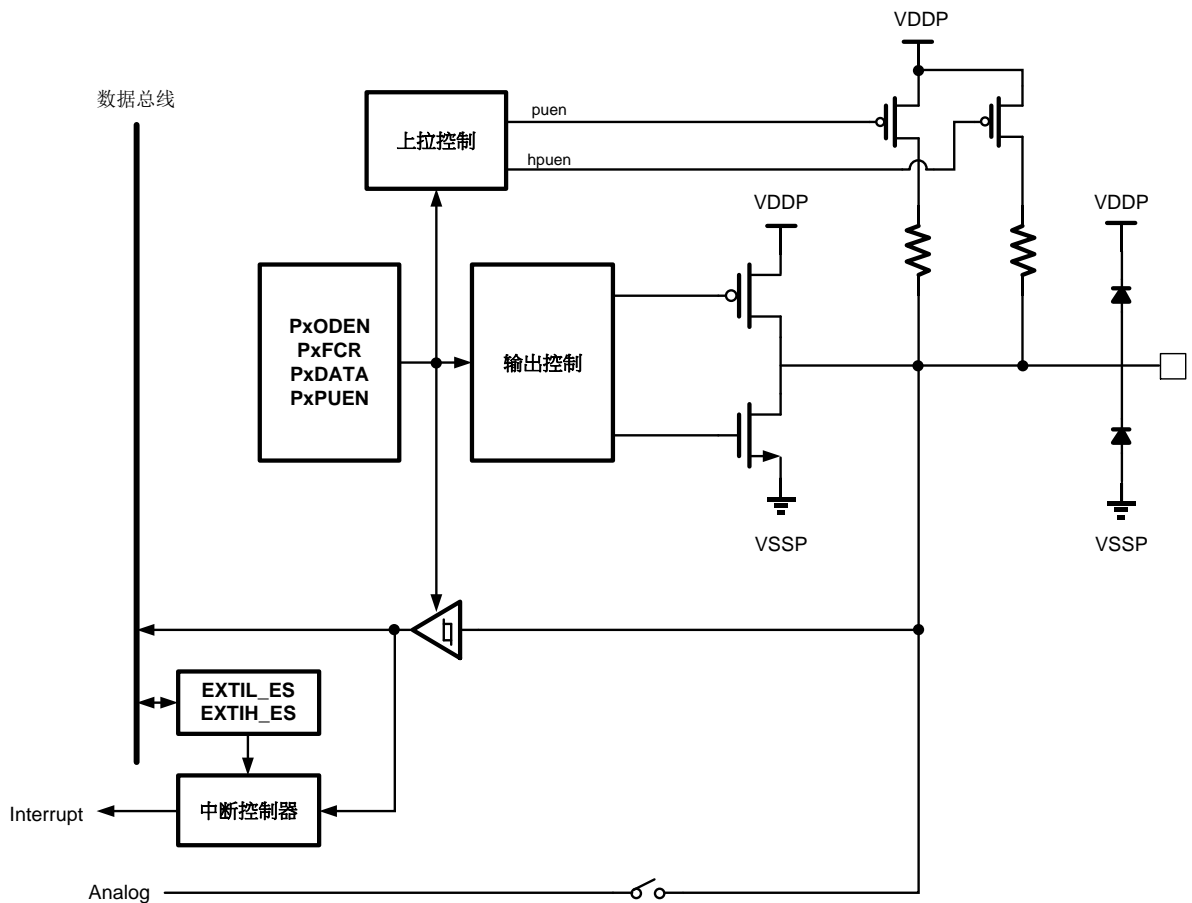 VDDP
数据总线
puen
上拉控制
hpuen
VDDP
VDDP
PxODEN
PxFCR
PxDATA
PxPUEN
输出控制
VSSP
VSSP
EXTIL_ES
EXTIH_ES
中断控制器
Interrupt
Analog